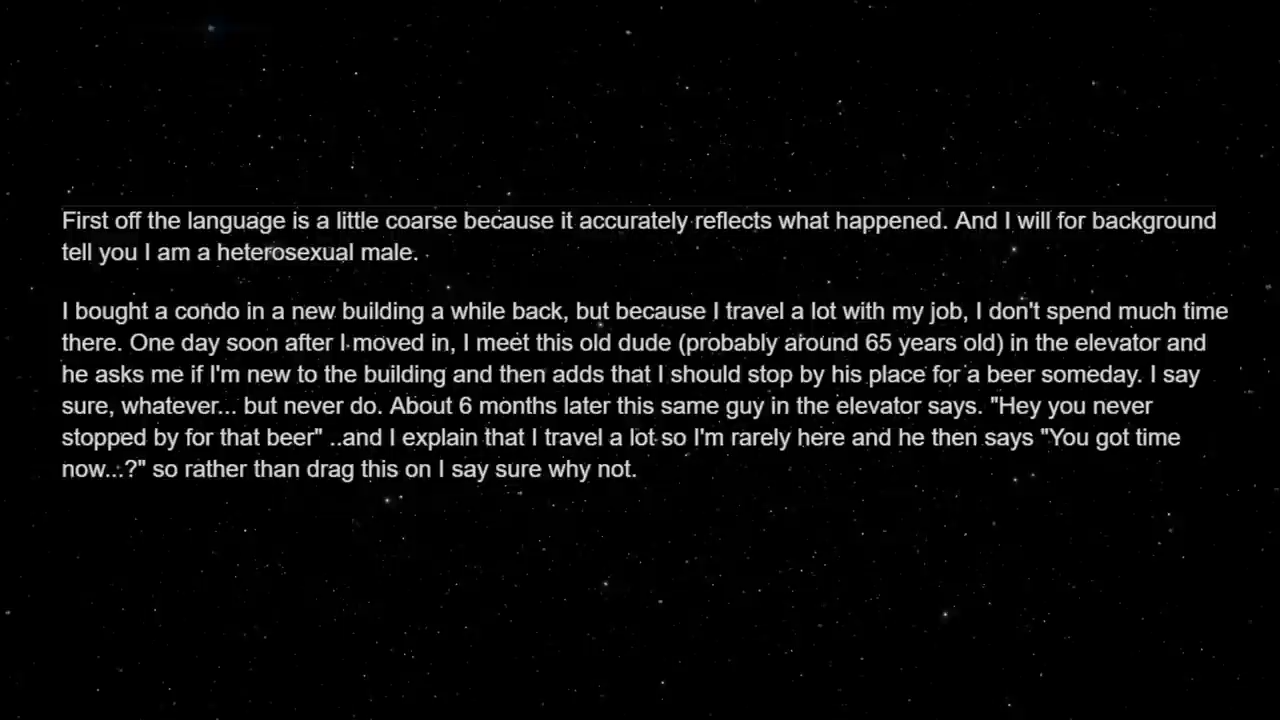 First off the language is a little coarse because it accurately reflects what happened. And I will for background
tell you I am a heterosexual male.
I bought a condo in a new building a while back, but because I travel a lot with my job, I don't spend much time
there. One day soon after I moved in, I meet this old dude (probably around 65 years old) in the elevator and
he asks me if I'm new to the building and then adds that I should stop by his place for a beer someday. I say
sure, whatever... but never do. About 6 months later this same guy in the elevator says. "Hey you never
stopped by for that beer" ..and I explain that I travel a lot so I'm rarely here and he then says "You got time
now...?" so rather than drag this on I say sure why not.